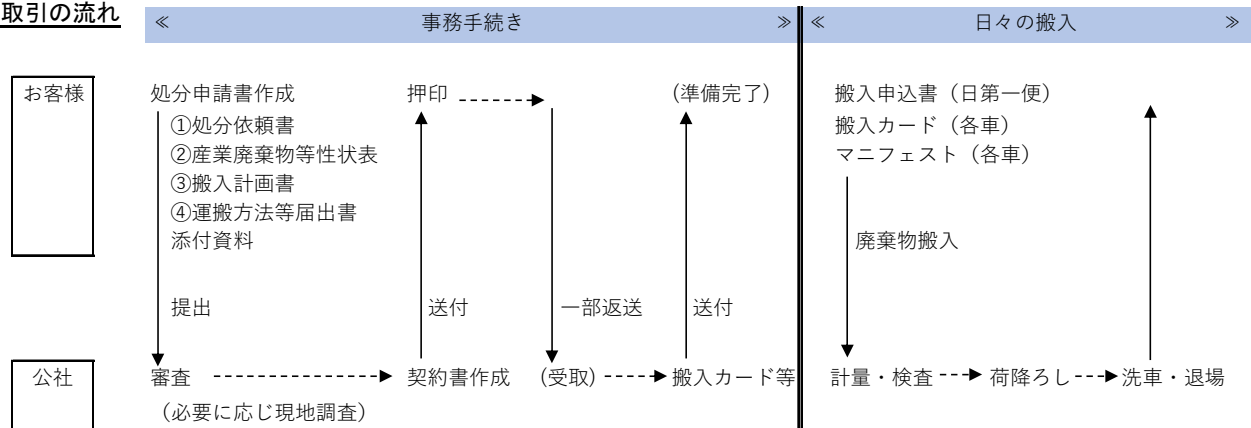 取引の流れ
≪ 事務手続き ≫ ≪ 日々の搬入 ≫
お客様 処分申請書作成 押印 (準備完了) 搬入申込書（日第一便）
①処分依頼書 搬入カード（各車）
②産業廃棄物等性状表 マニフェスト（各車）
③搬入計画書
④運搬方法等届出書
添付資料 廃棄物搬入
提出 送付 一部返送 送付
公社 審査 契約書作成 (受取) 搬入カード等 計量・検査 荷降ろし 洗車・退場
（必要に応じ現地調査）